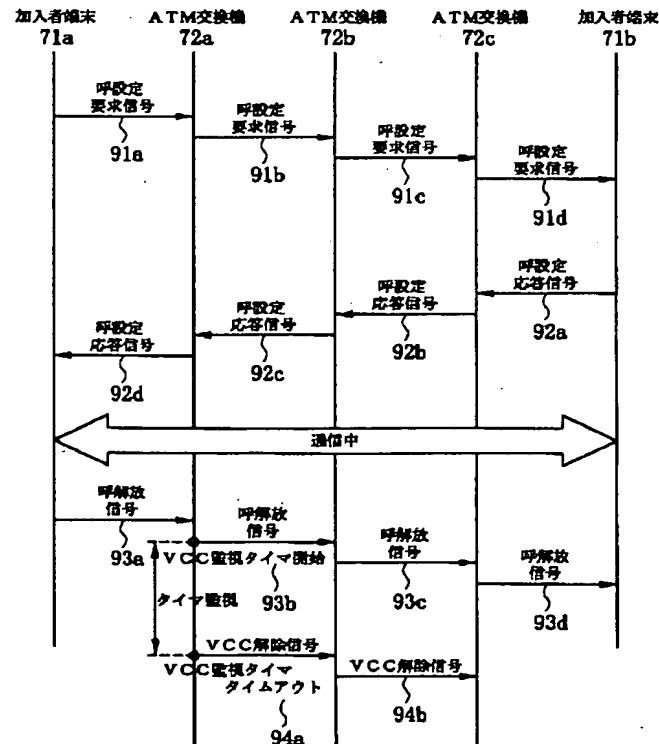 加入者端末 ATM交換機 ATM交換機 ATM交換機 加入者端末
71a 72a 72b 72c 71b
呼設定
要求信号
91a
呼設定
要求信号
91b
呼設定
要求信号
91c
呼設定
要求信号
91d
呼設定
応答信号
92a
呼設定
応答信号
92b
呼設定
応答信号
92c
呼設定
応答信号
92d
通信中
呼解放
信号
93a
呼解放
信号
VCC監視タイマ開始
93b
呼解放
信号
93c
呼解放
信号
93d
タイマ監視
VCC解除信号
VCC監視タイマ
タイムアウト
94a
VCC解除信号
94b